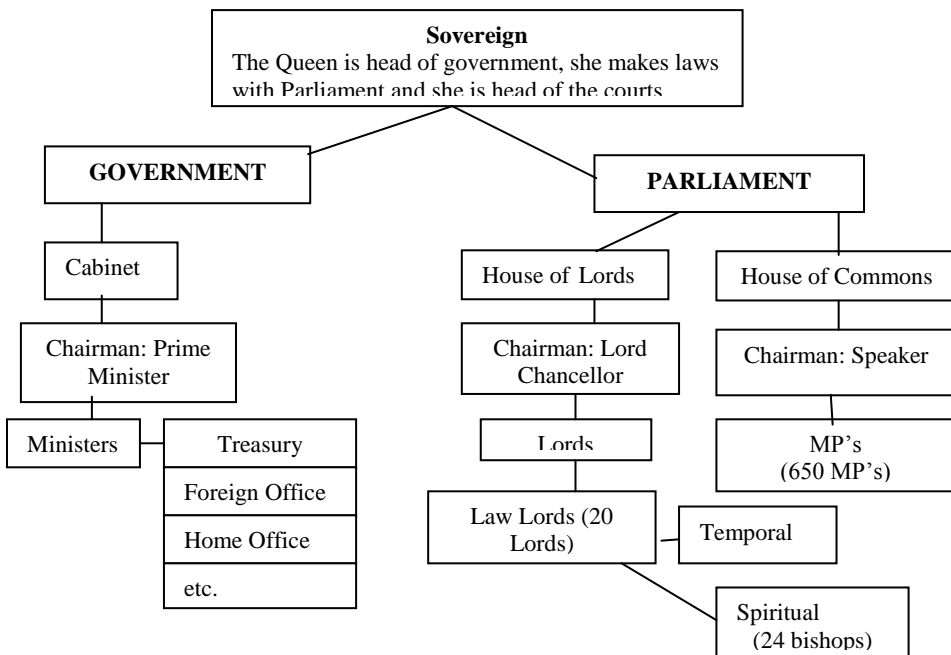 Sovereign
The Queen is head of government, she makes laws
with Parliament and she is head of the courts
GOVERNMENT
PARLIAMENT
Cabinet
House of Lords
House of Commons
Chairman: Prime
Minister
Chairman: Lord
Chancellor
Chairman: Speaker
Ministers
Treasury
Foreign Office
Home Office
etc.
Lords
MP's
(650 MP's)
Law Lords (20
Lords)
Temporal
Spiritual
(24 bishops)